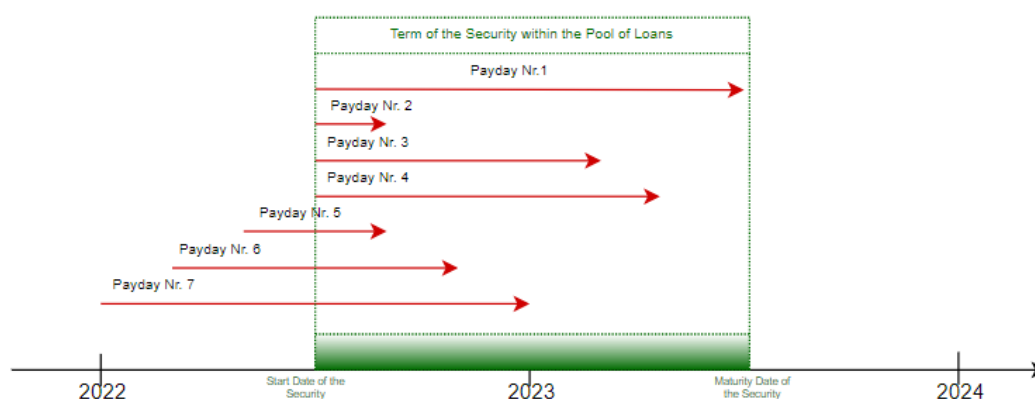 Term of the Security within the Pool of Loans
Payday Nr.1
Payday Nr. 2
Payday Nr. 3
Payday Nr. 4
Payday Nr. 5
Payday Nr. 6
Payday Nr. 7
2022
Start Date of the
Security
2023
Maturity Date of
the Security
2024